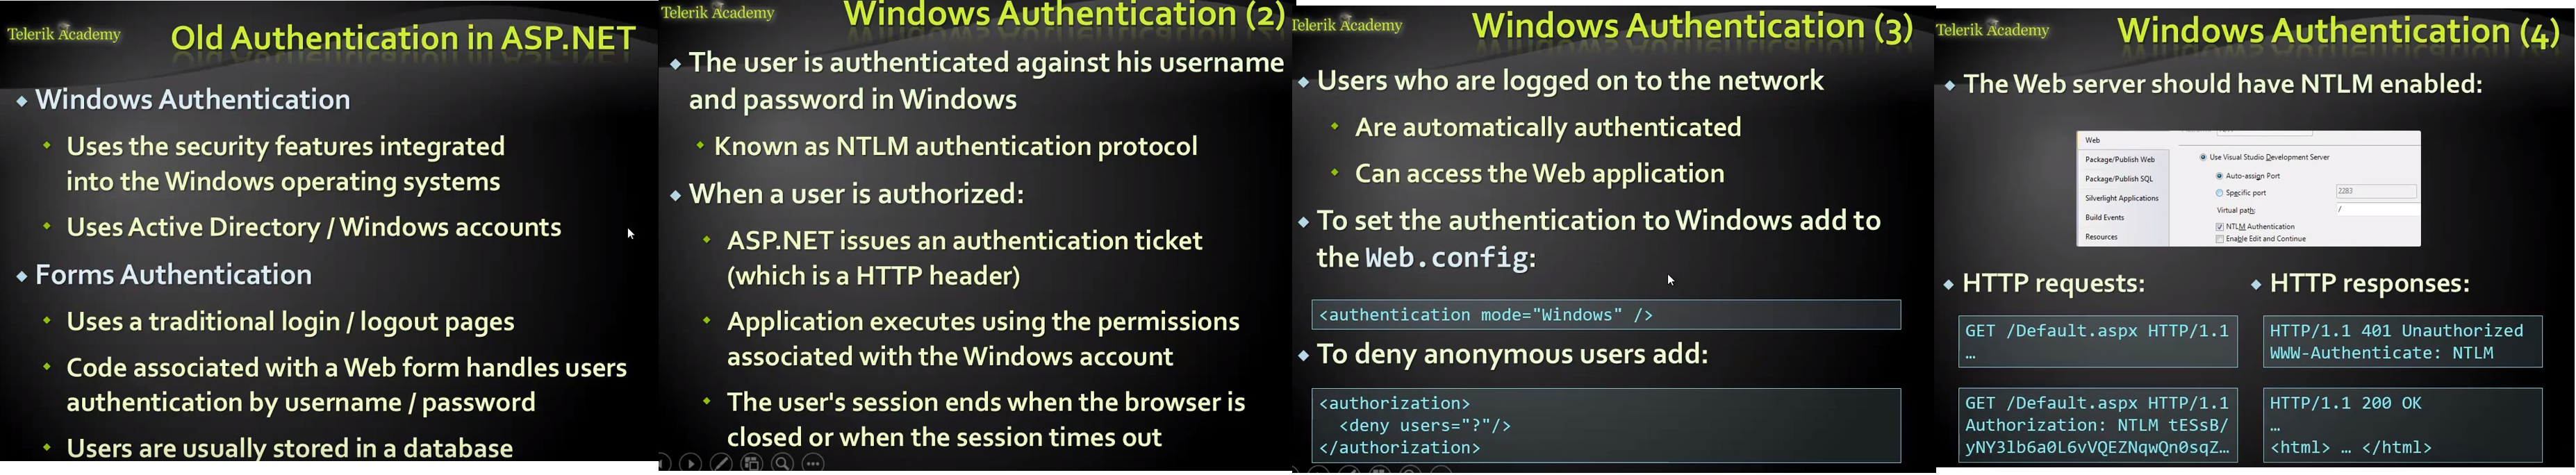 Telerik Academy
Old Authentication in ASP.NET
Windows Authentication
Uses the security features integrated
into the Windows operating systems
Uses Active Directory / Windows accounts
Forms Authentication
Uses a traditional login / logout pages
Code associated with a Web form handles users
authentication by username / password
Users are usually stored in a database
Telerik Academy
Windows Authentication (2)
The user is authenticated against his username
and password in Windows
Known as NTLM authentication protocol
When a user is authorized:
ASP.NET issues an authentication ticket
(which is a HTTP header)
Application executes using the permissions
associated with the Windows account
The user's session ends when the browser is
closed or when the session times out
Telerik Academy
Windows Authentication (3)
Users who are logged on to the network
Are automatically authenticated
Can access the Web application
To set the authentication to Windows add to
the Web.config:
<authentication mode="Windows" />
To deny anonymous users add:
<authorization>
<deny users="?"/>
</authorization>
Telerik Academy
Windows Authentication (4)
The Web server should have NTLM enabled:
Web
Package/Publish Web
Package/Publish SQL
Silverlight Applications
Build Events
Resources
Use Visual Studio Development Server
Auto-assign Port
Specific port
2283
Virtual path:
/
NTLM Authentication
Enable Edit and Continue
HTTP requests:
GET /Default.aspx HTTP/1.1
…
GET /Default.aspx HTTP/1.1
Authorization: NTLM tESsB/
yNY3lb6a0L6vVQEZNqwQn0sqZ…
HTTP responses:
HTTP/1.1 401 Unauthorized
WWW-Authenticate: NTLM
HTTP/1.1 200 OK
…
<html> … </html>